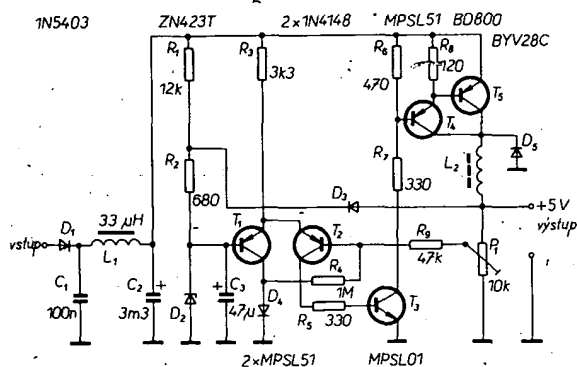 1N5403 ZN423T 2×1N4148 MPSL51 BD800
BYV28C
R1
12k
R3
3k3
R6
470
R8
120
T5
T4
R2
680
R7
330
D5
L2
D3
+5V
výstup
33 µH
D1
vstup
L1
T1
T2
R9
47k
P1
10k
C1
100n
C2
3m3
+
D2
+
C3
47µ
D4
R4
1M
R5
330
T3
2×MPSL51 MPSL01